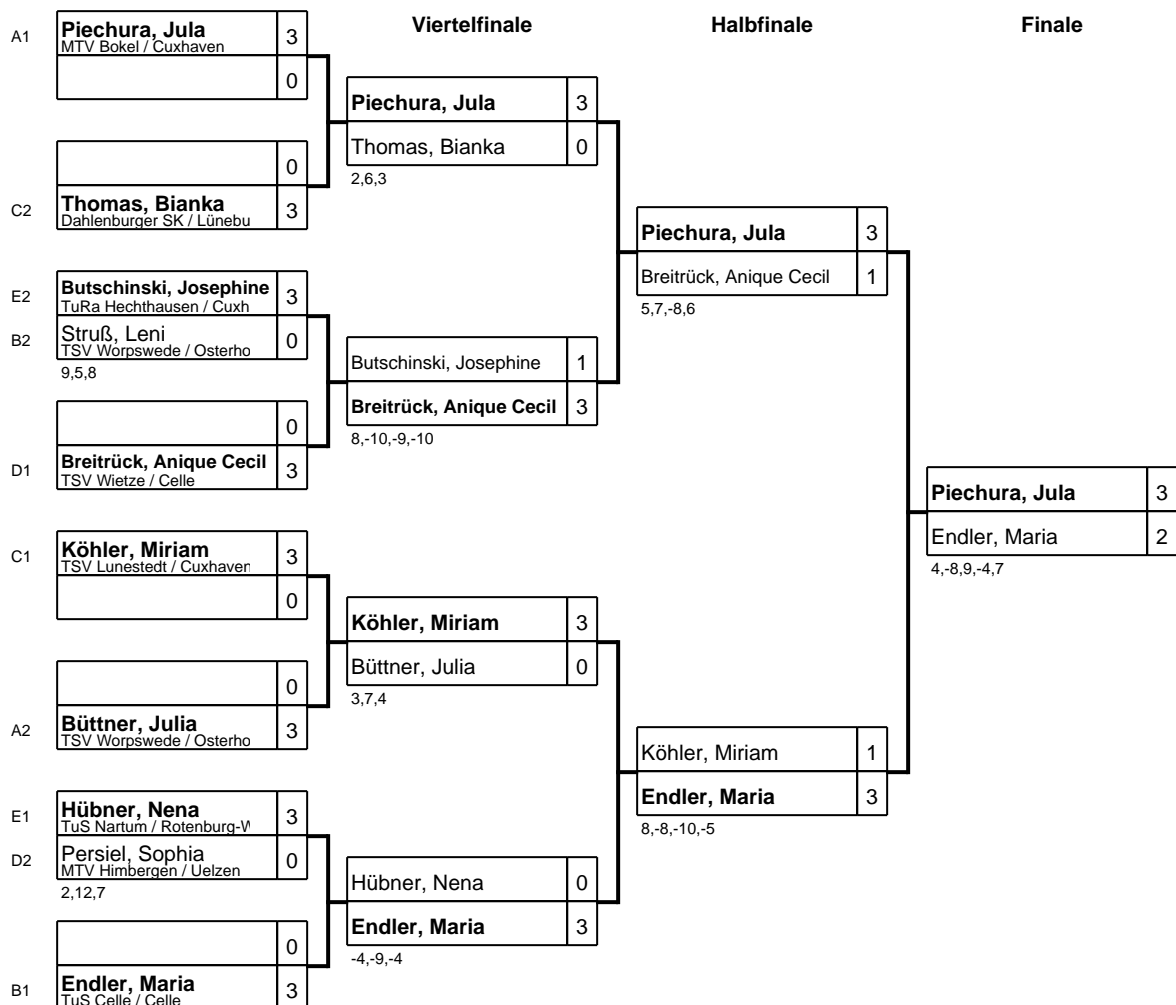 Viertelfinale
Halbfinale
Finale
A1
Piechura, Jula
MTV Bokel / Cuxhaven
3
0
0
C2
Thomas, Bianka
Dahlenburger SK / Lünebu
3
E2
Butschinski, Josephine
TuRa Hechthausen / Cuxh
3
B2
Struß, Leni
TSV Worpswede / Osterho
0
9,5,8
0
D1
Breitrück, Anique Cecil
TSV Wietze / Celle
3
C1
Köhler, Miriam
TSV Lunestedt / Cuxhaven
3
0
0
A2
Büttner, Julia
TSV Worpswede / Osterho
3
E1
Hübner, Nena
TuS Nartum / Rotenburg-W
3
D2
Persiel, Sophia
MTV Himbergen / Uelzen
0
2,12,7
0
B1
Endler, Maria
TuS Celle / Celle
3
Piechura, Jula 3
Thomas, Bianka 0
2,6,3
Butschinski, Josephine 1
Breitrück, Anique Cecil 3
8,-10,-9,-10
Köhler, Miriam 3
Büttner, Julia 0
3,7,4
Hübner, Nena 0
Endler, Maria 3
-4,-9,-4
Piechura, Jula 3
Breitrück, Anique Cecil 1
5,7,-8,6
Köhler, Miriam 1
Endler, Maria 3
8,-8,-10,-5
Piechura, Jula 3
Endler, Maria 2
4,-8,9,-4,7